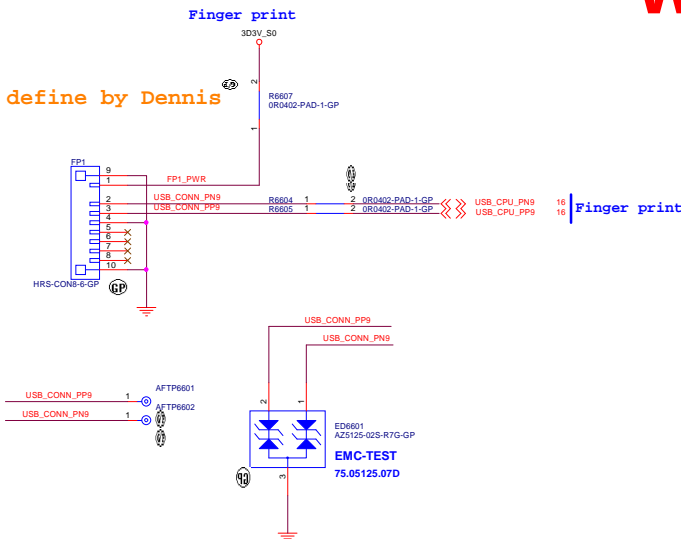 Finger print
3D3V_S0
2
define by Dennis
R6607
0R0402-PAD-1-GP
1
FP1
9
1 FP1_PWR
2 USB_CONN_PN9 R6604 1 2 0R0402-PAD-1-GP USB_CPU_PN9 16
3 USB_CONN_PP9 R6605 1 2 0R0402-PAD-1-GP USB_CPU_PP9 16
Finger print
4
5
6
7
8
10
HRS-CON8-6-GP
GP
USB_CONN_PP9
USB_CONN_PN9
AFTP6601
USB_CONN_PP9 1
AFTP6602
USB_CONN_PN9 1
2 1
ED6601
AZ5125-02S-R7G-GP
EMC-TEST
75.05125.07D
3